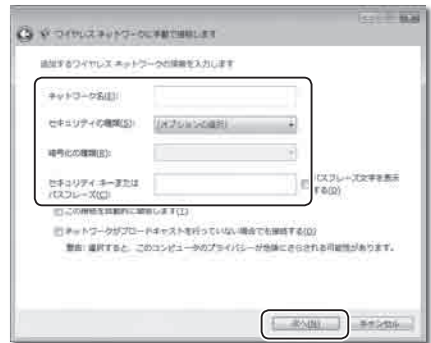 ワイヤレス ネットワークに手動で接続します
追加するワイヤレス ネットワークの情報を入力します
ネットワーク名(E):
セキュリティの種類(S):
[オプションの選択]
暗号化の種類(R):
セキュリティ キーまたは
パスフレーズ(C):
パスフレーズ文字を表示
する(D)
この接続を自動的に開始します(T)
ネットワークがブロードキャストを行っていない場合でも接続する(O)
警告: 選択すると、このコンピュータのプライバシーが危険にさらされる可能性があります。
次へ(N)
キャンセル